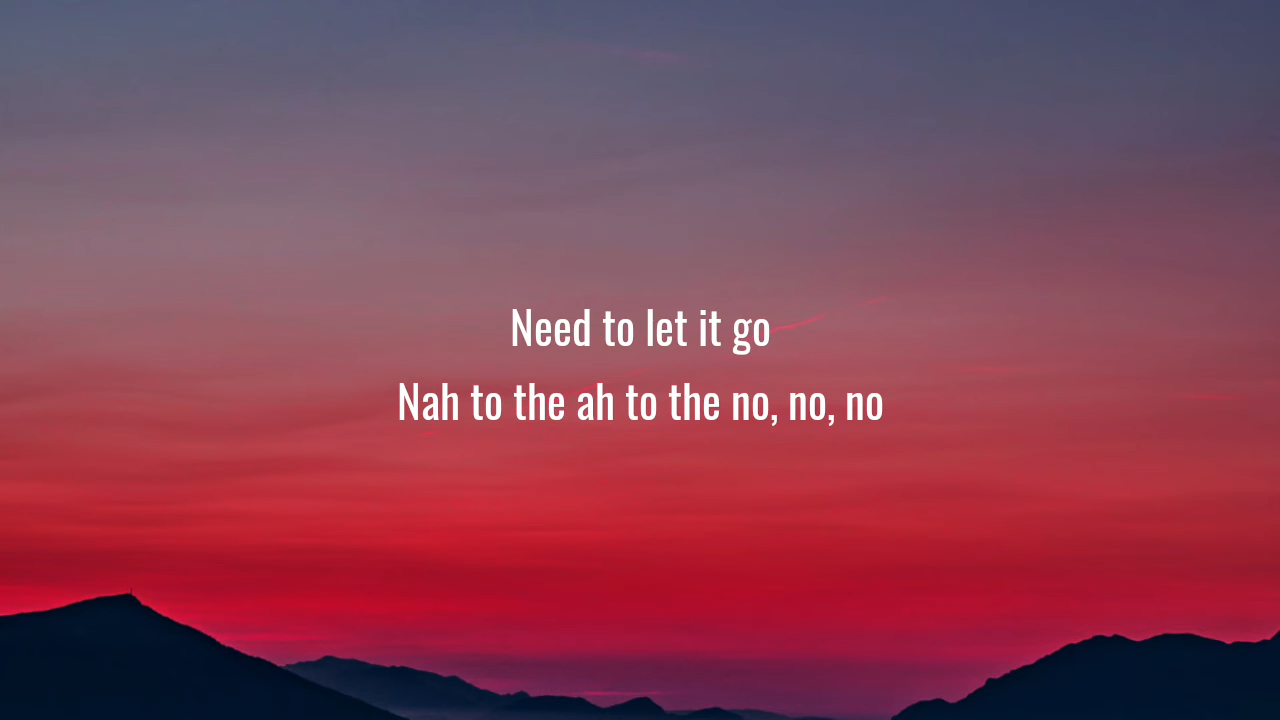 Need to let it go
Nah to the ah to the no, no, no